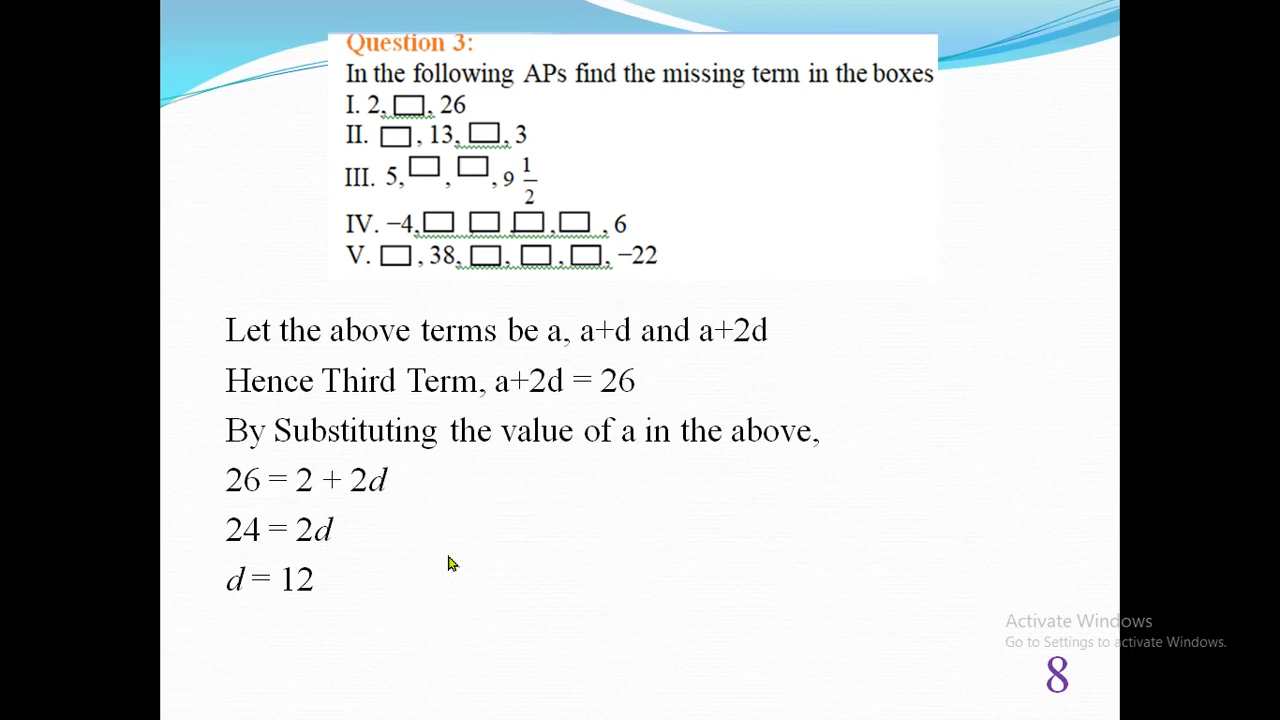 Question 3:
In the following APs find the missing term in the boxes
I. 2, □, 26
II. □, 13, □, 3
III. 5, □, □, 9 1/2
IV. −4, □ □ □, □, 6
V. □, 38, □, □, □, −22
Let the above terms be a, a+d and a+2d
Hence Third Term, a+2d = 26
By Substituting the value of a in the above,
26 = 2 + 2d
24 = 2d
d = 12
Activate Windows
Go to Settings to activate Windows.
8